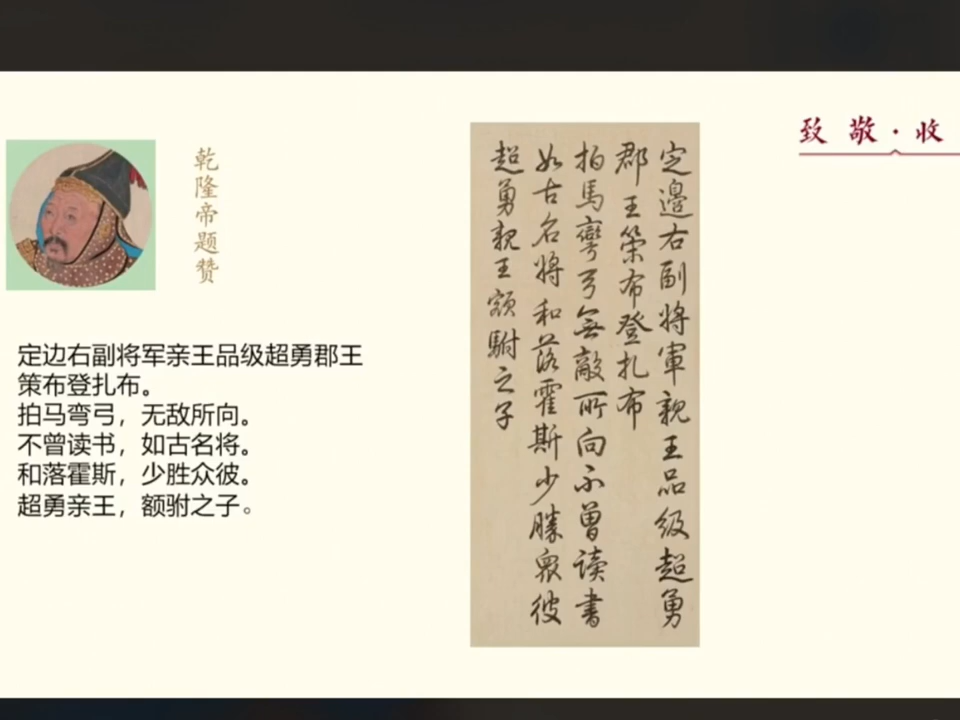 致敬·收
乾隆帝题赞
定边右副将军亲王品级超勇郡王
策布登扎布。
拍马弯弓，无敌所向。
不曾读书，如古名将。
和落霍斯，少胜众彼。
超勇亲王，额驸之子。
定邊右副將軍親王品級超勇
郡王策布登扎布
拍馬彎弓無敵所向不曾读書
如古名將和落霍斯少勝衆彼
超勇親王額駙之子